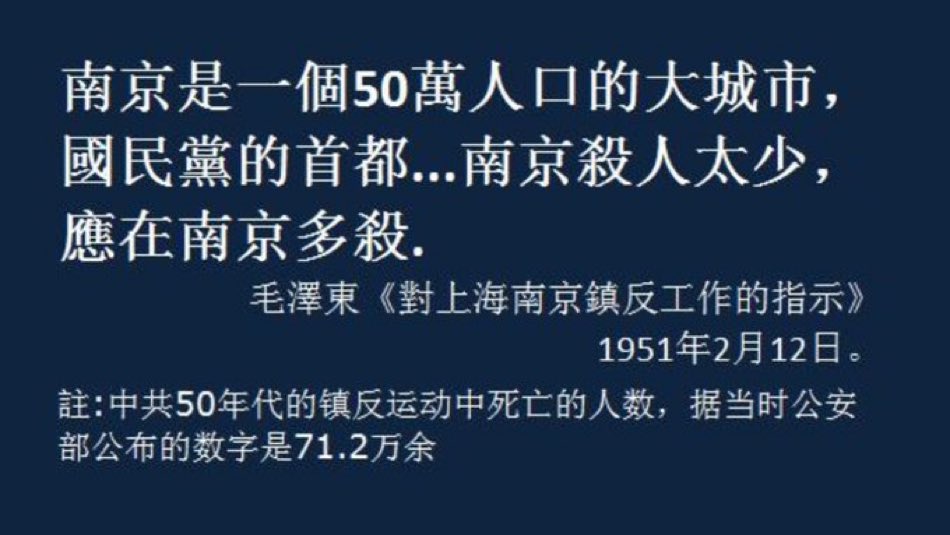 南京是一個50萬人口的大城市，
國民黨的首都...南京殺人太少，
應在南京多殺.
毛澤東《對上海南京鎮反工作的指示》
1951年2月12日。
註:中共50年代的镇反运动中死亡的人数，据当时公安
部公布的数字是71.2万余